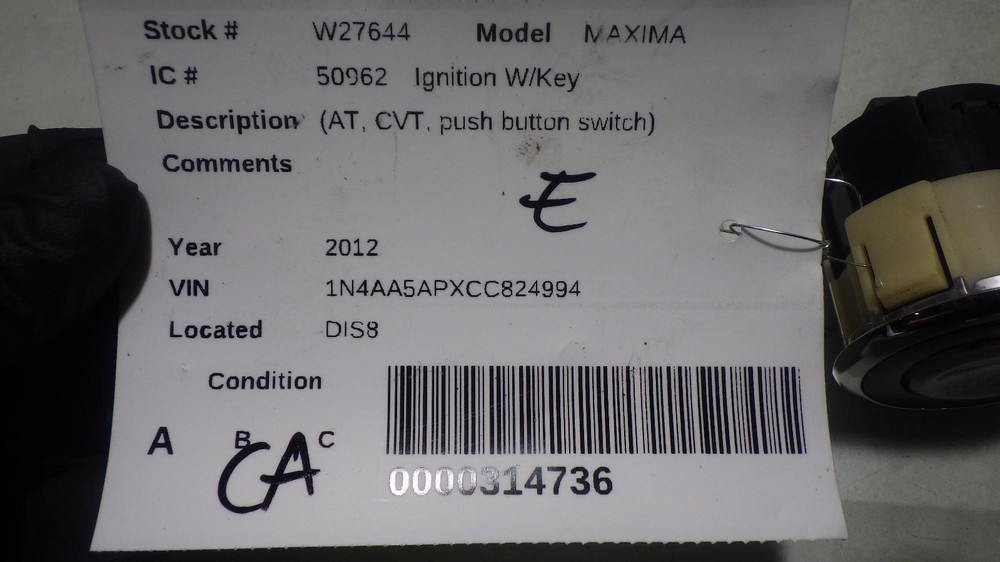 Stock # W27644 Model MAXIMA
IC # 50962 Ignition W/Key
Description (AT, CVT, push button switch)
Comments
E
Year 2012
VIN 1N4AA5APXCC824994
Located DIS8
Condition
A B C
CA
0000314736